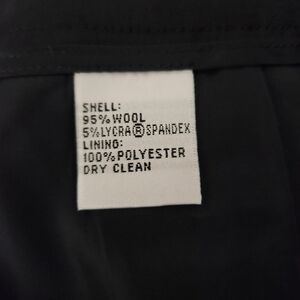 SHELL:
95% WOOL
5%LYCRA®SPANDEX
LINING:
100%POLYESTER
DRY CLEAN